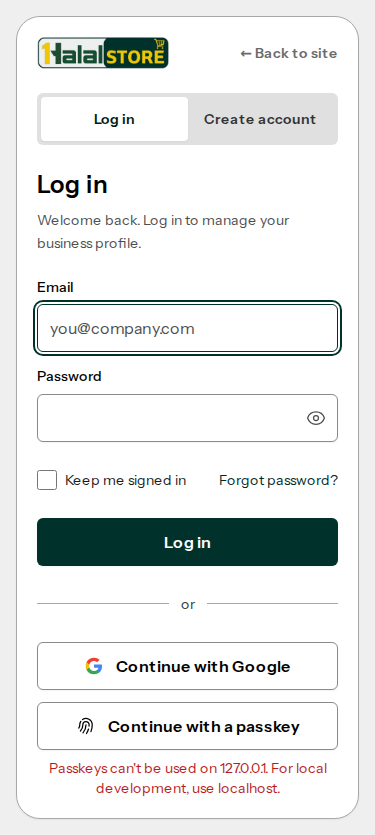 1Halal STORE
← Back to site
Log in
Create account
Log in
Welcome back. Log in to manage your
business profile.
Email
you@company.com
Password
Keep me signed in
Forgot password?
Log in
or
Continue with Google
Continue with a passkey
Passkeys can't be used on 127.0.0.1. For local
development, use localhost.